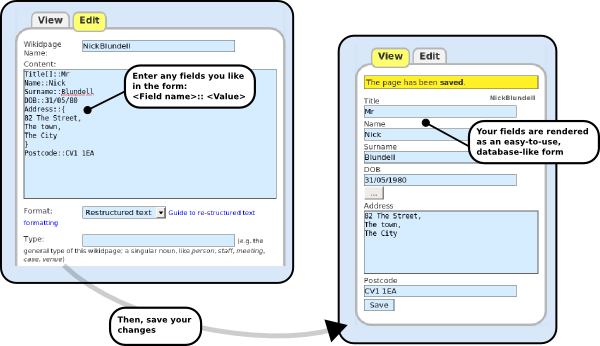 View Edit
Wikidpage
Name:
NickBlundell
Content:
Title[]::Mr
Name::Nick
Surname::Blundell
DOB::31/05/80
Address::{
82 The Street,
The town,
The City
}
Postcode::CV1 1EA
Enter any fields you like
in the form:
<Field name>:: <Value>
Format:
Restructured text
Guide to re-structured text
formatting
Type:
(e.g. the
general type of this wikidpage; a singular noun, like person, staff, meeting,
case, venue)
Then, save your
changes
View Edit
The page has been saved.
NickBlundell
Title
Mr
Name
Nick
Surname
Blundell
DOB
31/05/1980
...
Address
82 The Street,
The town,
The City
Postcode
CV1 1EA
Save
Your fields are rendered
as an easy-to-use,
database-like form